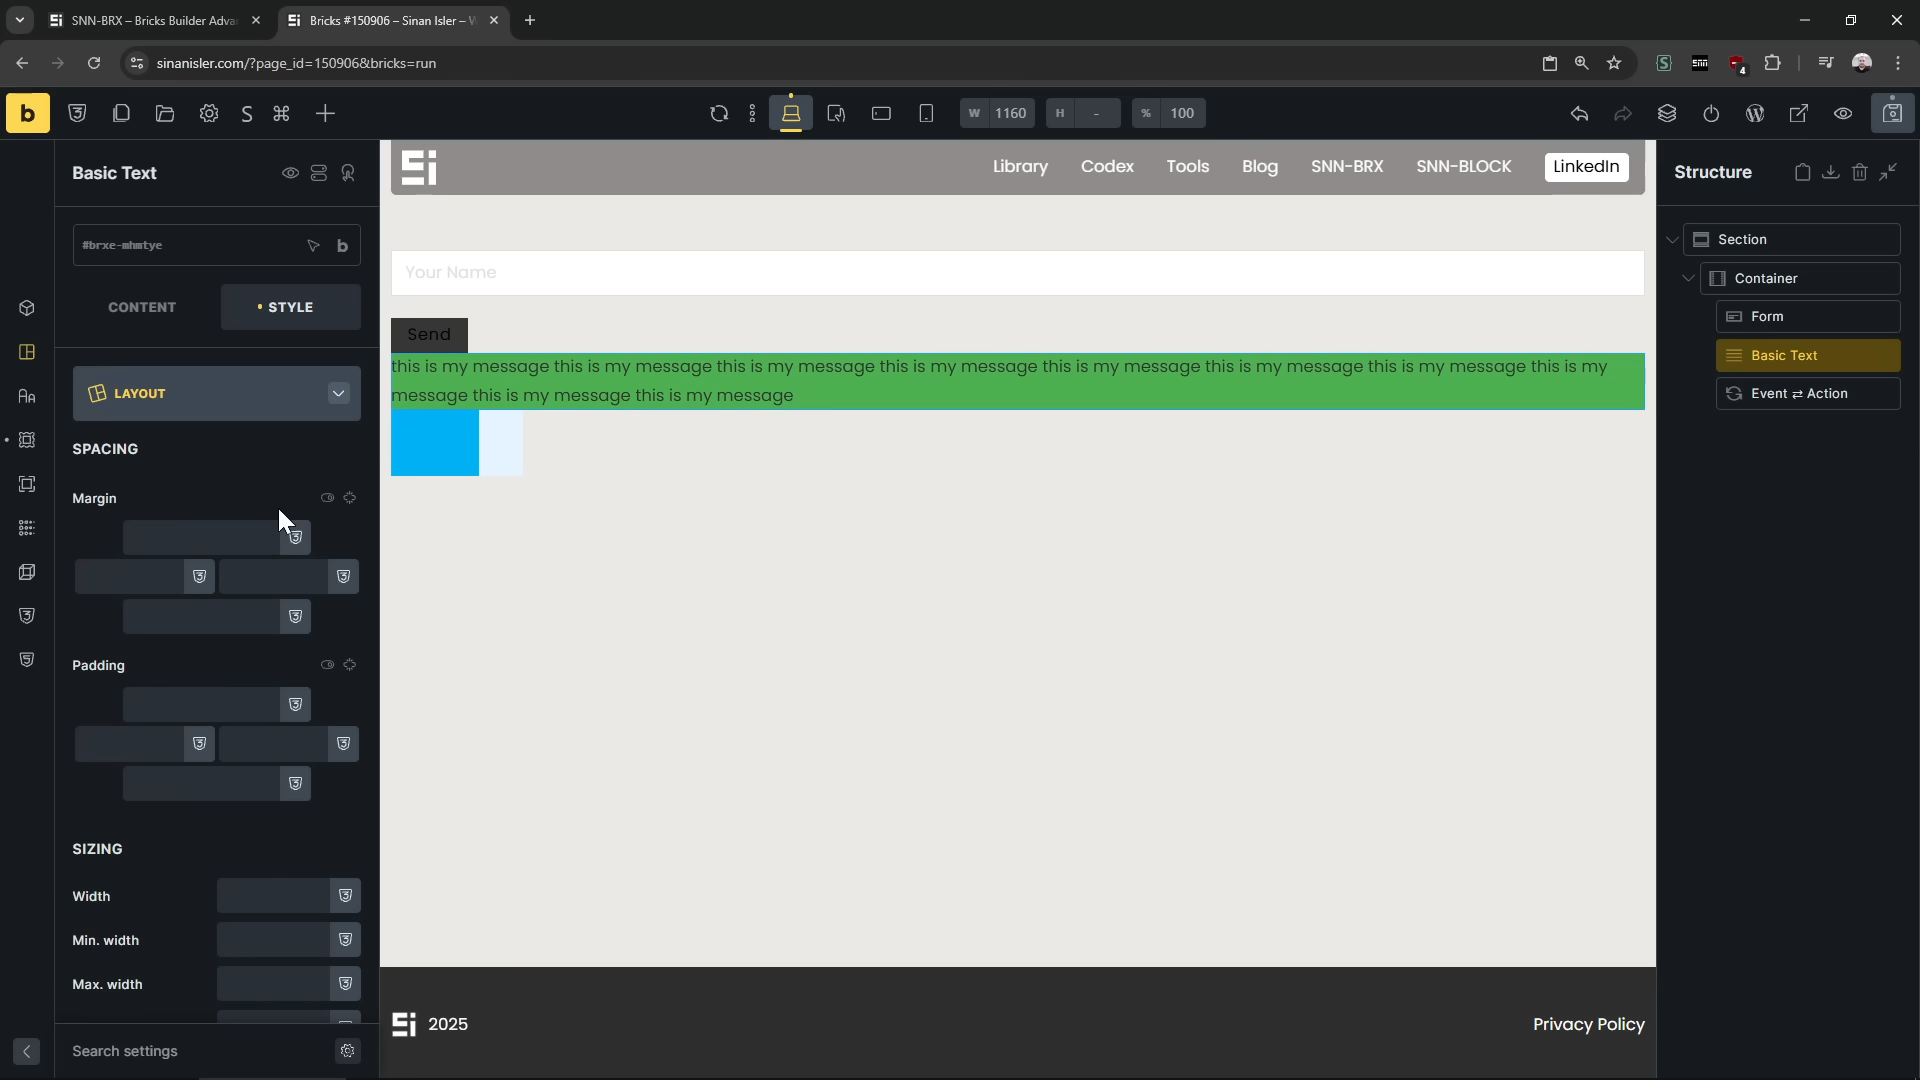 SNN-BRX – Bricks Builder Adva
Bricks #150906 – Sinan Isler – W
sinanisler.com/?page_id=150906&bricks=run
4
b
S
W 1160
H -
% 100
Basic Text
#brxe-mhmtye
b
CONTENT
STYLE
LAYOUT
SPACING
Margin
Padding
SIZING
Width
Min. width
Max. width
Search settings
Si
Library
Codex
Tools
Blog
SNN-BRX
SNN-BLOCK
LinkedIn
Your Name
Send
this is my message this is my message this is my message this is my message this is my message this is my message this is my message this is my
message this is my message this is my message
Si 2025
Privacy Policy
Structure
Section
Container
Form
Basic Text
Event ⇄ Action